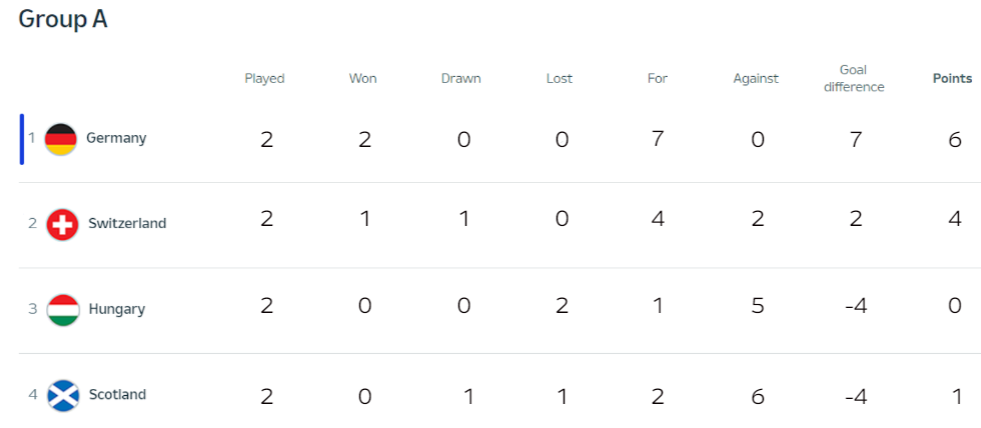 Group A
Played Won Drawn Lost For Against Goal difference Points
1 Germany 2 2 0 0 7 0 7 6
2 Switzerland 2 1 1 0 4 2 2 4
3 Hungary 2 0 0 2 1 5 -4 0
4 Scotland 2 0 1 1 2 6 -4 1